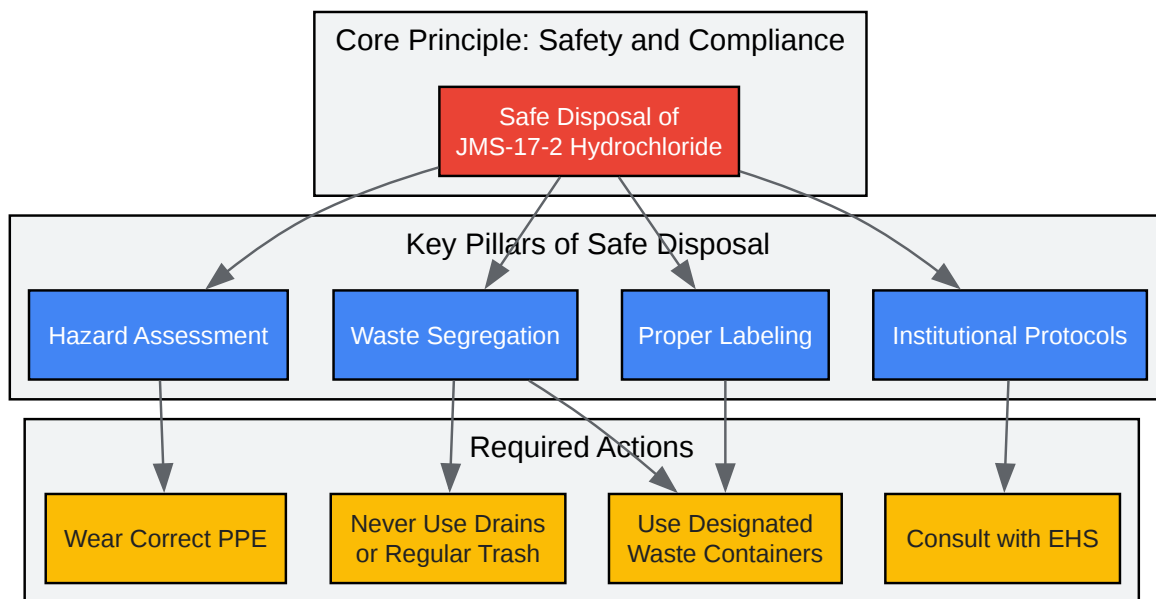 Core Principle: Safety and Compliance
Safe Disposal of
JMS-17-2 Hydrochloride
Key Pillars of Safe Disposal
Hazard Assessment
Waste Segregation
Proper Labeling
Institutional Protocols
Required Actions
Wear Correct PPE
Never Use Drains
or Regular Trash
Use Designated
Waste Containers
Consult with EHS